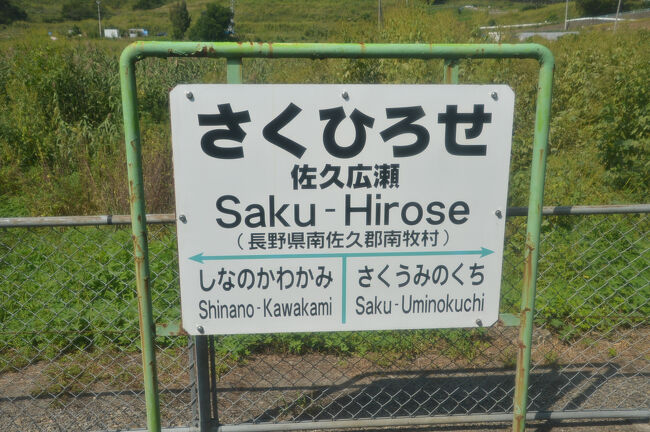 さくひろせ
佐久広瀬
Saku-Hirose
（長野県南佐久郡南牧村）
しなのかわかみ
Shinano-Kawakami
さくうみのくち
Saku-Uminokuchi